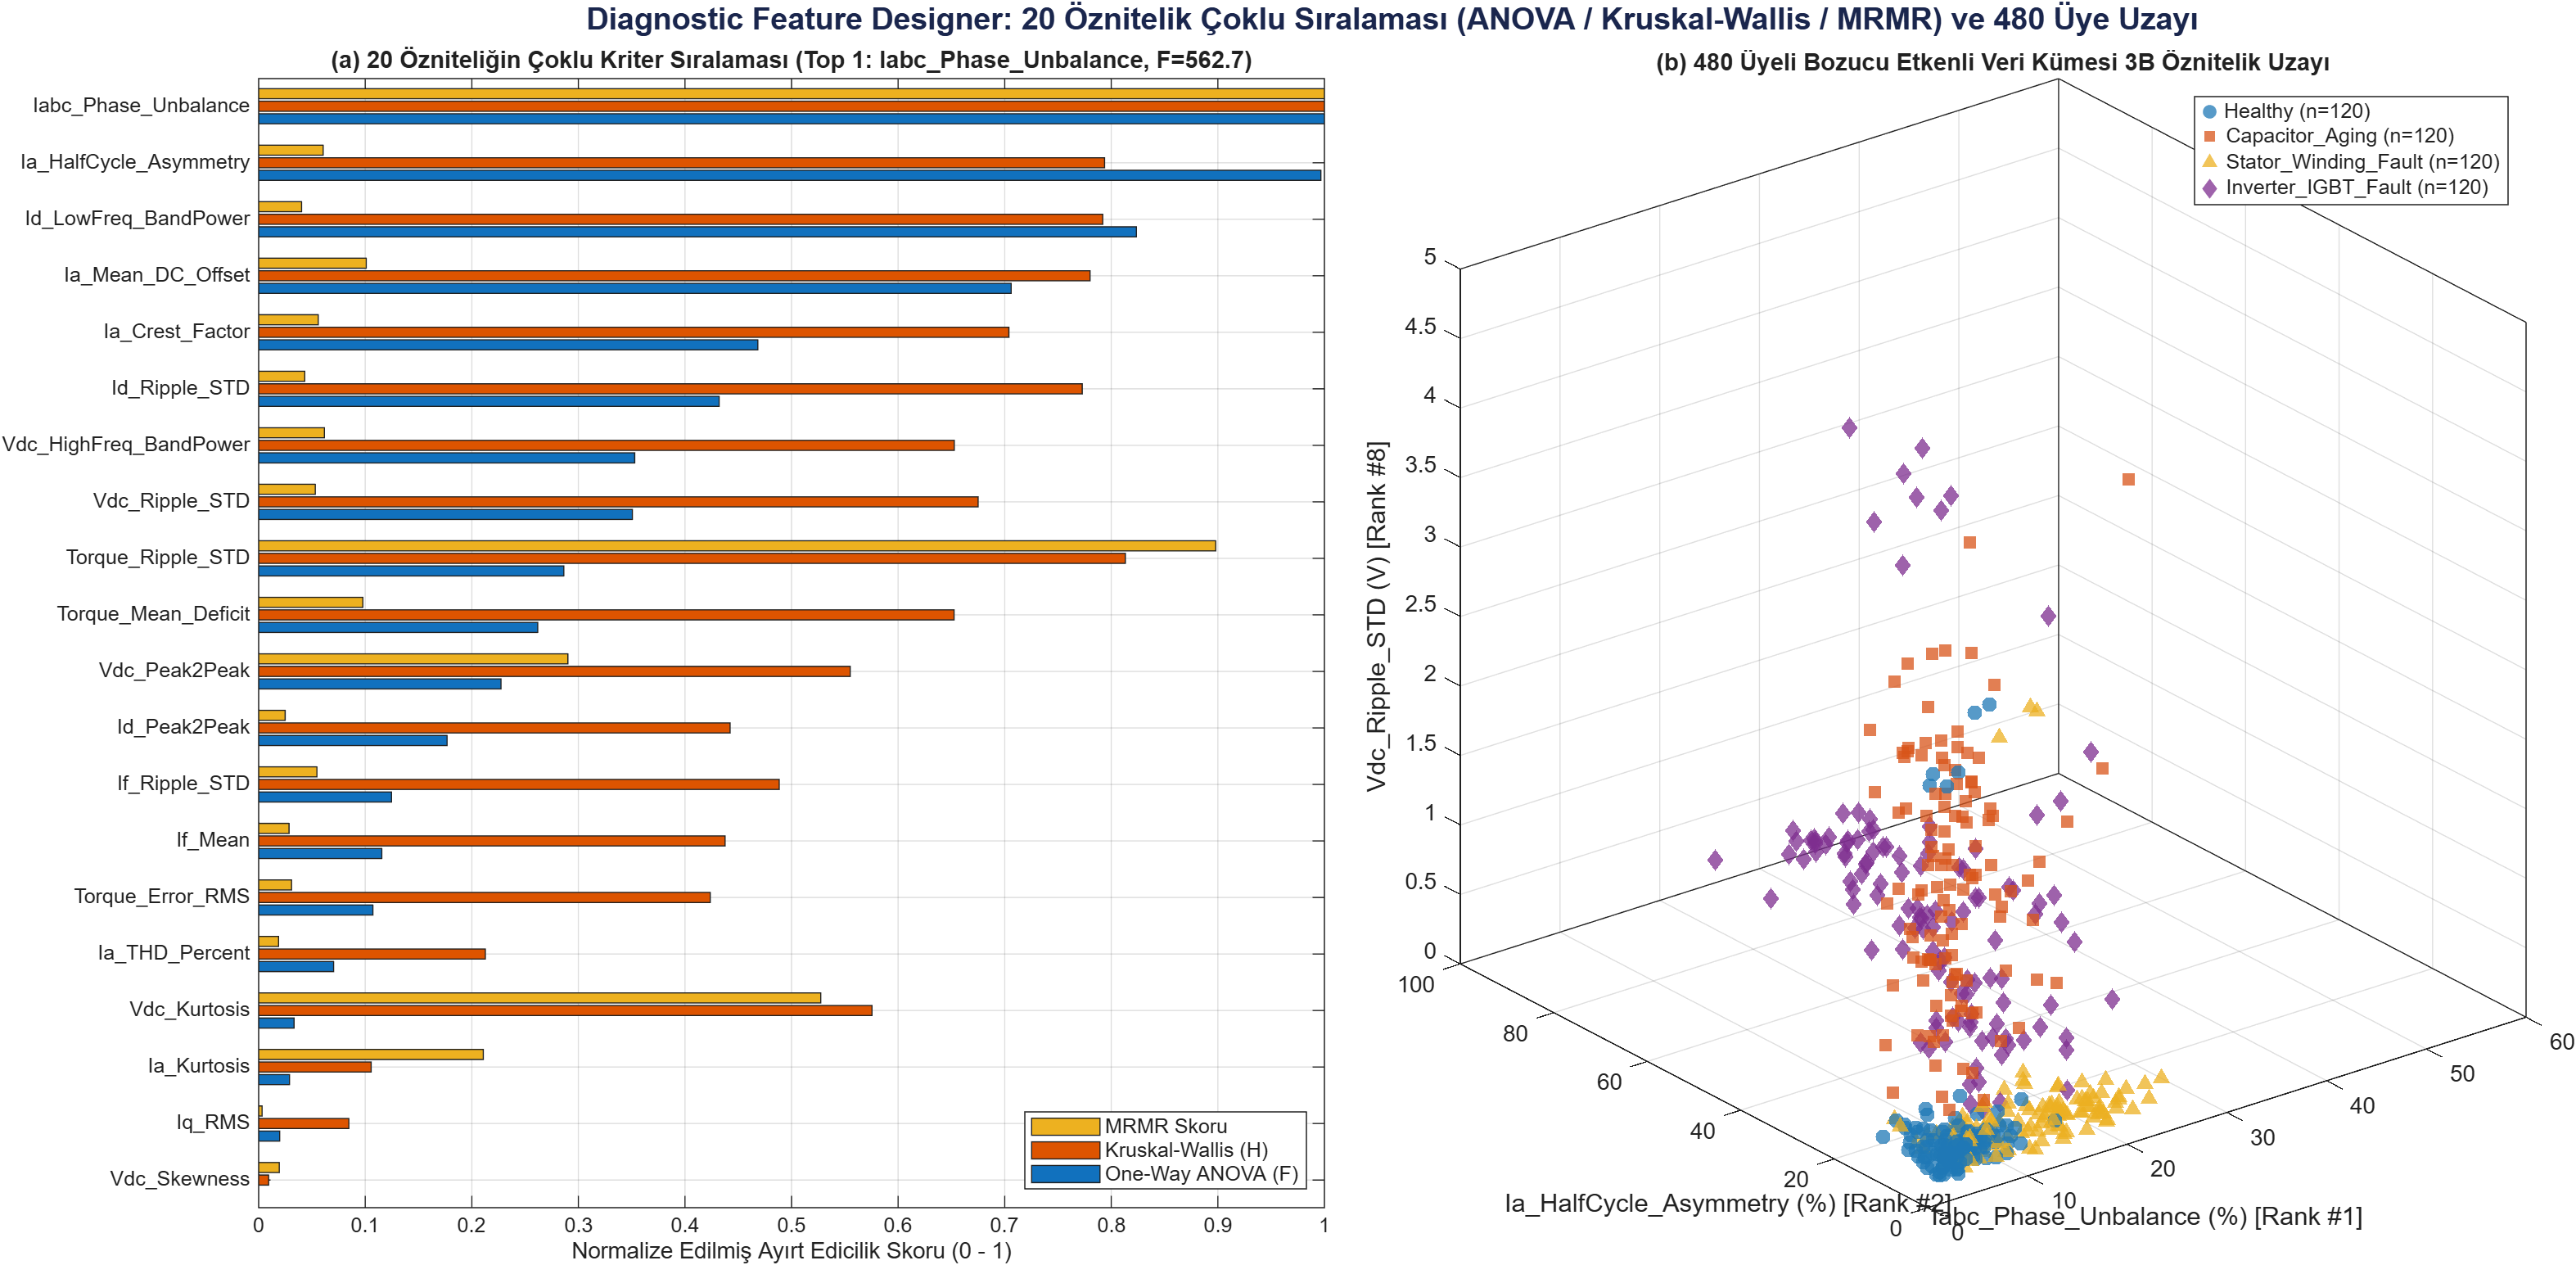 Diagnostic Feature Designer: 20 Öznitelik Çoklu Sıralaması (ANOVA / Kruskal-Wallis / MRMR) ve 480 Üye Uzayı
(a) 20 Özniteliğin Çoklu Kriter Sıralaması (Top 1: Iabc_Phase_Unbalance, F=562.7)
Iabc_Phase_Unbalance
Ia_HalfCycle_Asymmetry
Id_LowFreq_BandPower
Ia_Mean_DC_Offset
Ia_Crest_Factor
Id_Ripple_STD
Vdc_HighFreq_BandPower
Vdc_Ripple_STD
Torque_Ripple_STD
Torque_Mean_Deficit
Vdc_Peak2Peak
Id_Peak2Peak
If_Ripple_STD
If_Mean
Torque_Error_RMS
Ia_THD_Percent
Vdc_Kurtosis
Ia_Kurtosis
Iq_RMS
Vdc_Skewness
MRMR Skoru
Kruskal-Wallis (H)
One-Way ANOVA (F)
0 0.1 0.2 0.3 0.4 0.5 0.6 0.7 0.8 0.9 1
Normalize Edilmiş Ayırt Edicilik Skoru (0 - 1)
(b) 480 Üyeli Bozucu Etkenli Veri Kümesi 3B Öznitelik Uzayı
Healthy (n=120)
Capacitor_Aging (n=120)
Stator_Winding_Fault (n=120)
Inverter_IGBT_Fault (n=120)
Vdc_Ripple_STD (V) [Rank #8]
5
4.5
4
3.5
3
2.5
2
1.5
1
0.5
0
100
80
60
40
20
0
Ia_HalfCycle_Asymmetry (%) [Rank #2]
0
10
20
30
40
50
60
Iabc_Phase_Unbalance (%) [Rank #1]